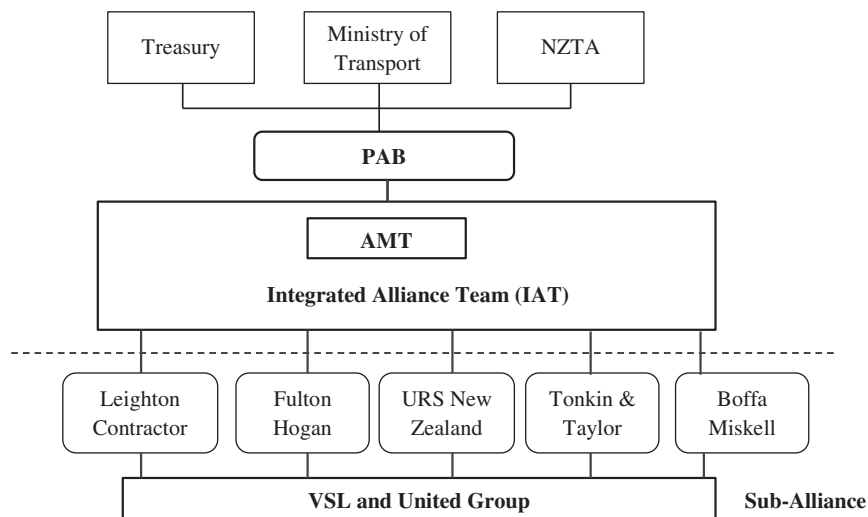 Treasury
Ministry of
Transport
NZTA
PAB
AMT
Integrated Alliance Team (IAT)
Leighton
Contractor
Fulton
Hogan
URS New
Zealand
Tonkin &
Taylor
Boffa
Miskell
VSL and United Group
Sub-Alliance